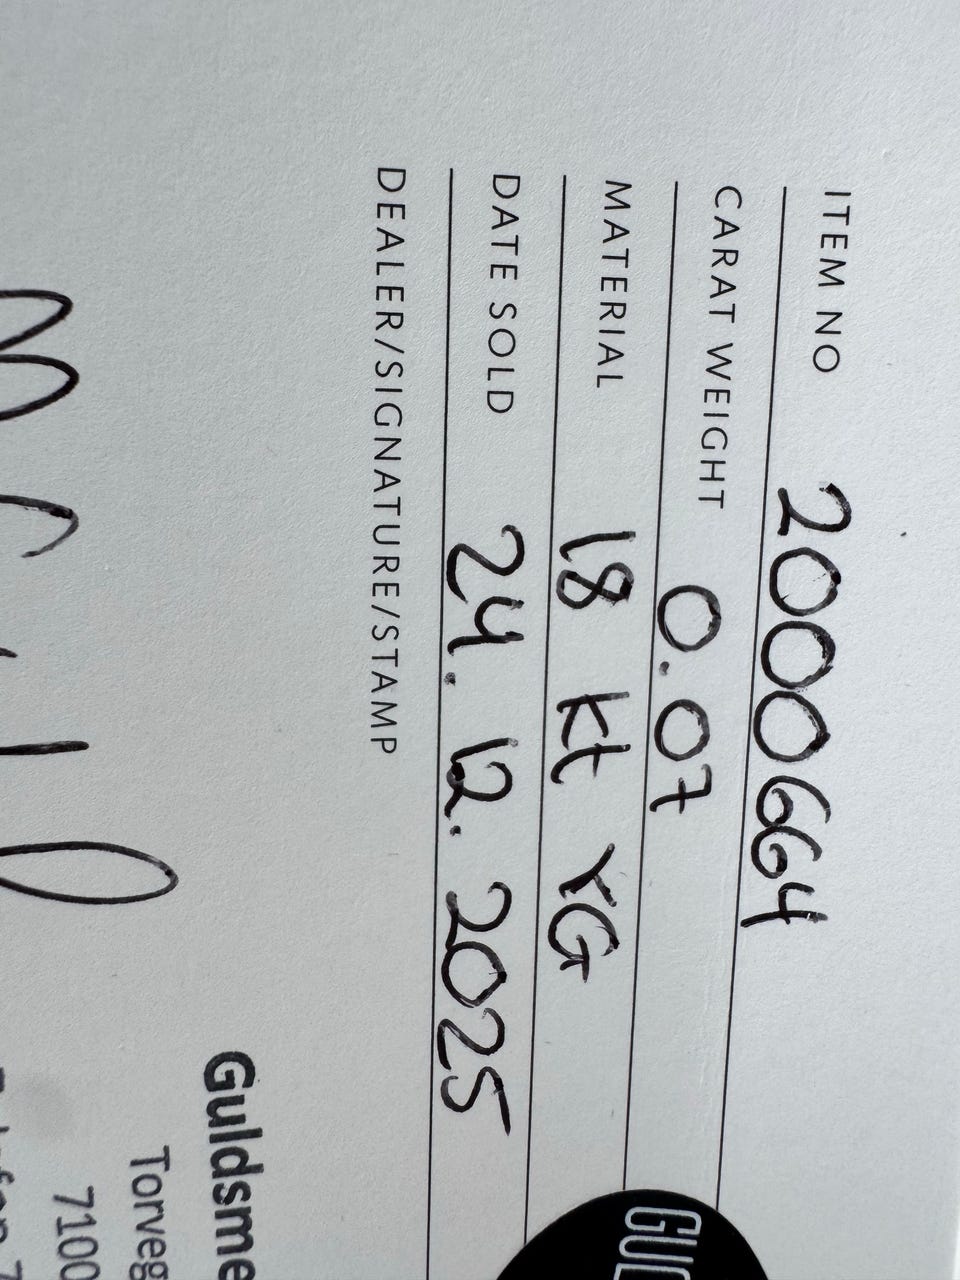 ITEM NO 2000664
CARAT WEIGHT 0.07
MATERIAL 18 kt YG
DATE SOLD 24.12.2025
DEALER/SIGNATURE/STAMP
GUL
Guldsme
Torveg
7100